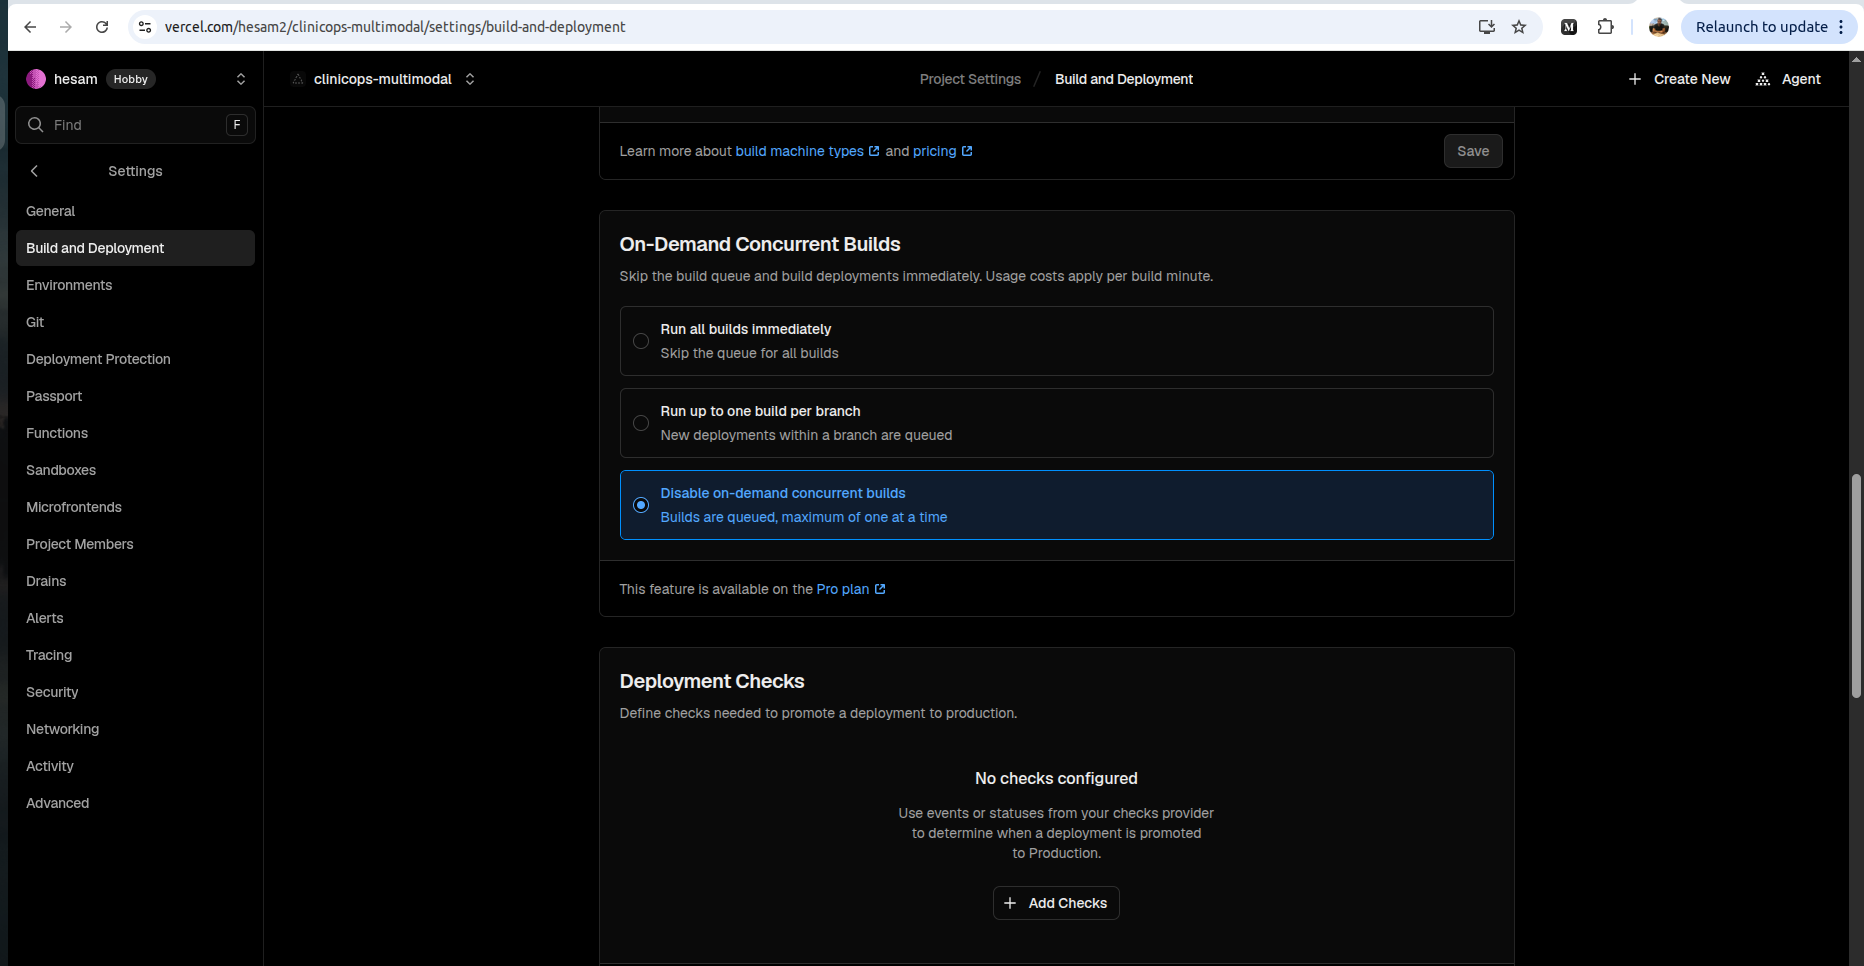 vercel.com/hesam2/clinicops-multimodal/settings/build-and-deployment
M
Relaunch to update
hesam Hobby
clinicops-multimodal
Project Settings / Build and Deployment
Create New
Agent
Find F
Settings
General
Build and Deployment
Environments
Git
Deployment Protection
Passport
Functions
Sandboxes
Microfrontends
Project Members
Drains
Alerts
Tracing
Security
Networking
Activity
Advanced
Learn more about build machine types and pricing
Save
On-Demand Concurrent Builds
Skip the build queue and build deployments immediately. Usage costs apply per build minute.
Run all builds immediately
Skip the queue for all builds
Run up to one build per branch
New deployments within a branch are queued
Disable on-demand concurrent builds
Builds are queued, maximum of one at a time
This feature is available on the Pro plan
Deployment Checks
Define checks needed to promote a deployment to production.
No checks configured
Use events or statuses from your checks provider
to determine when a deployment is promoted
to Production.
Add Checks